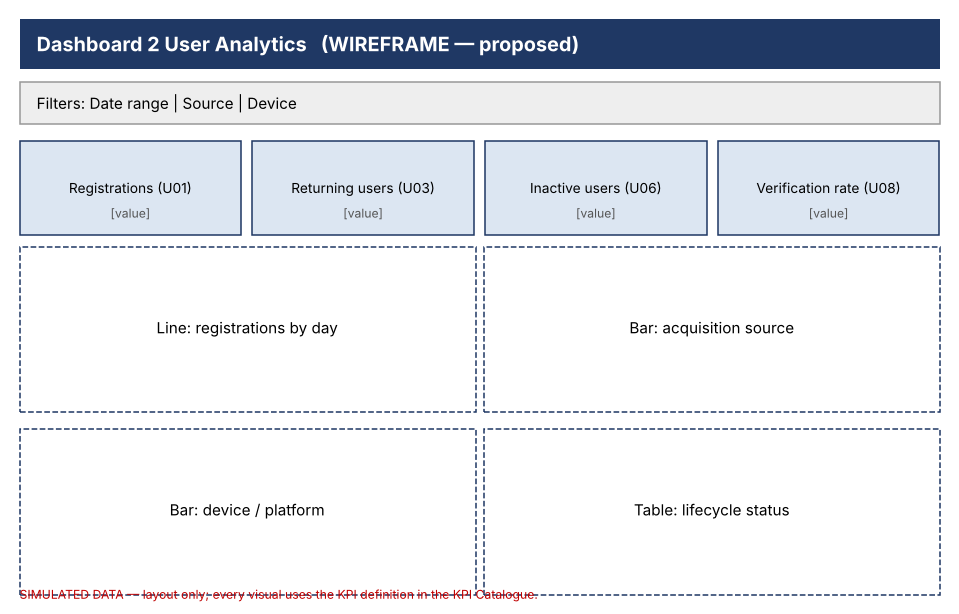 Dashboard 2 User Analytics (WIREFRAME — proposed)
Filters: Date range | Source | Device
Registrations (U01)
[value]
Returning users (U03)
[value]
Inactive users (U06)
[value]
Verification rate (U08)
[value]
Line: registrations by day
Bar: acquisition source
Bar: device / platform
Table: lifecycle status
SIMULATED DATA — layout only; every visual uses the KPI definition in the KPI Catalogue.